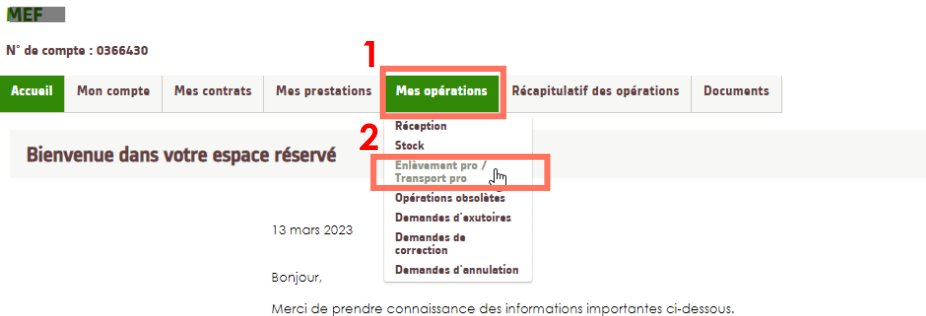 MEF
N° de compte : 0366430
1
Accueil Mon compte Mes contrats Mes prestations Mes opérations Récapitulatif des opérations Documents
2
Réception
Stock
Enlèvement pro /
Transport pro
Opérations obsolètes
Demandes d'exutoires
Demandes de
correction
Demandes d'annulation
Bienvenue dans votre espace réservé
13 mars 2023
Bonjour,
Merci de prendre connaissance des informations importantes ci-dessous.